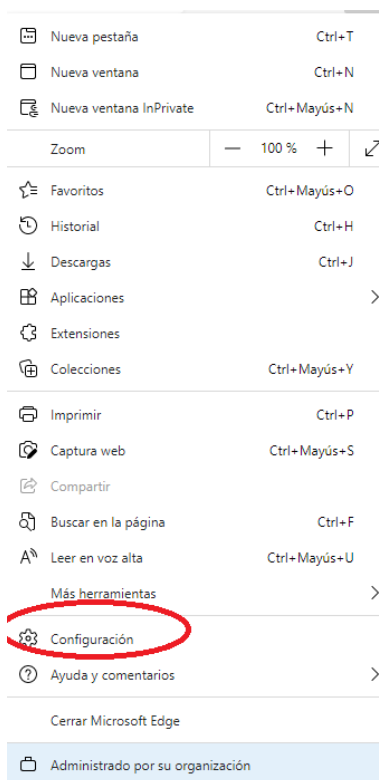 Nueva pestaña Ctrl+T
Nueva ventana Ctrl+N
Nueva ventana InPrivate Ctrl+Mayús+N
Zoom — 100 % +
Favoritos Ctrl+Mayús+O
Historial Ctrl+H
Descargas Ctrl+J
Aplicaciones
Extensiones
Colecciones Ctrl+Mayús+Y
Imprimir Ctrl+P
Captura web Ctrl+Mayús+S
Compartir
Buscar en la página Ctrl+F
Leer en voz alta Ctrl+Mayús+U
Más herramientas
Configuración
Ayuda y comentarios
Cerrar Microsoft Edge
Administrado por su organización